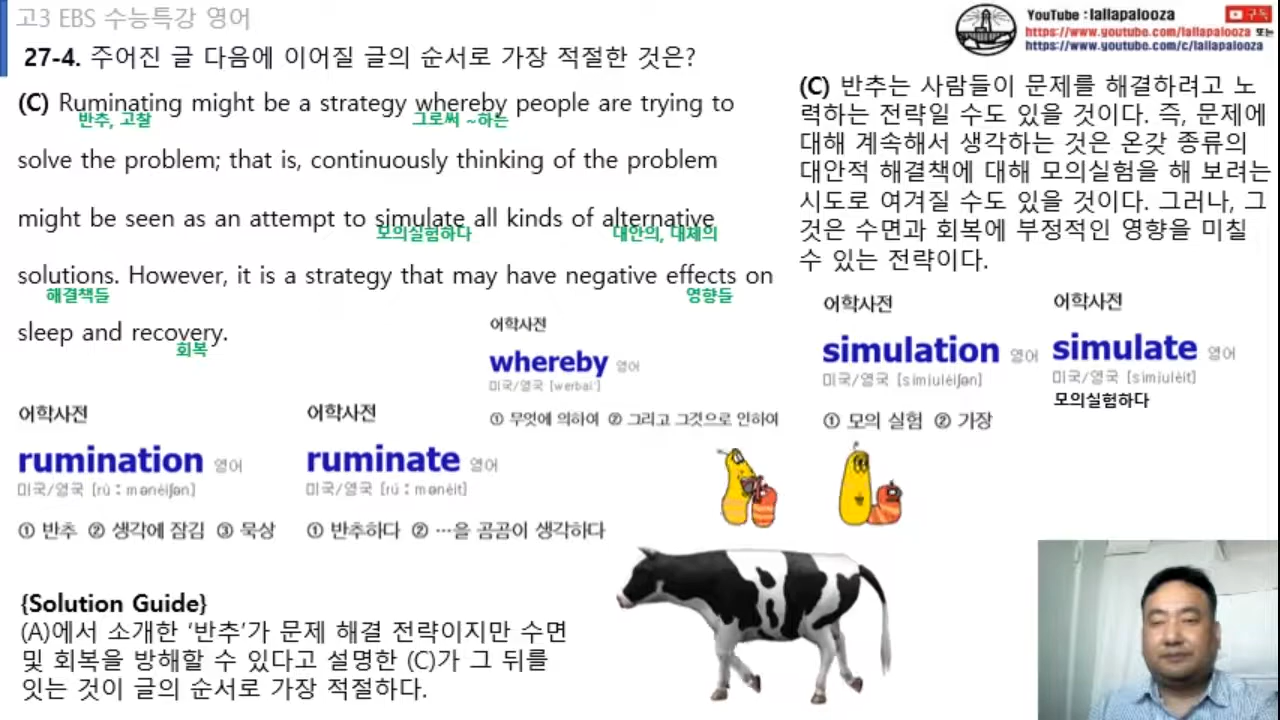 고3 EBS 수능특강 영어
YouTube : lallapalooza
구독
https://www.youtube.com/lallapalooza 또는
https://www.youtube.com/c/lallapalooza
27-4. 주어진 글 다음에 이어질 글의 순서로 가장 적절한 것은?
(C) Ruminating might be a strategy whereby people are trying to
반추, 고찰
그로써 ~하는
solve the problem; that is, continuously thinking of the problem
might be seen as an attempt to simulate all kinds of alternative
모의실험하다
대안의, 대체의
solutions. However, it is a strategy that may have negative effects on
해결책들
영향들
sleep and recovery.
회복
(C) 반추는 사람들이 문제를 해결하려고 노
력하는 전략일 수도 있을 것이다. 즉, 문제에
대해 계속해서 생각하는 것은 온갖 종류의
대안적 해결책에 대해 모의실험을 해 보려는
시도로 여겨질 수도 있을 것이다. 그러나, 그
것은 수면과 회복에 부정적인 영향을 미칠
수 있는 전략이다.
어학사전
whereby 영어
미국/영국 [werbai′]
① 무엇에 의하여 ② 그리고 그것으로 인하여
어학사전
simulation 영어
미국/영국 [simjuléiʃən]
① 모의 실험 ② 가장
어학사전
simulate 영어
미국/영국 [simjulèit]
모의실험하다
어학사전
rumination 영어
미국/영국 [rú：mənèiʃən]
① 반추 ② 생각에 잠김 ③ 묵상
어학사전
ruminate 영어
미국/영국 [rú：mənèit]
① 반추하다 ② …을 곰곰이 생각하다
{Solution Guide}
(A)에서 소개한 ‘반추’가 문제 해결 전략이지만 수면
및 회복을 방해할 수 있다고 설명한 (C)가 그 뒤를
잇는 것이 글의 순서로 가장 적절하다.